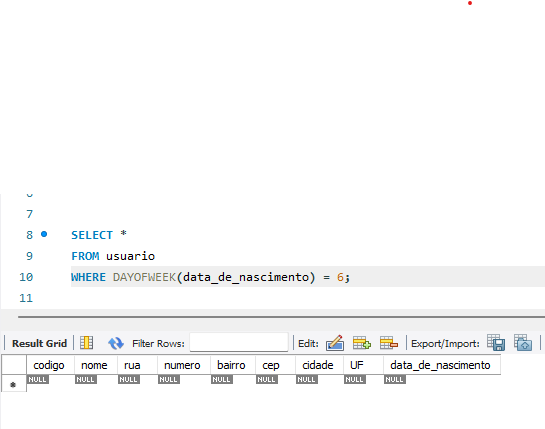 6
7
8 SELECT *
9 FROM usuario
10 WHERE DAYOFWEEK(data_de_nascimento) = 6;
11
Result Grid Filter Rows: Edit: Export/Import:
codigo nome rua numero bairro cep cidade UF data_de_nascimento
* NULL NULL NULL NULL NULL NULL NULL NULL NULL